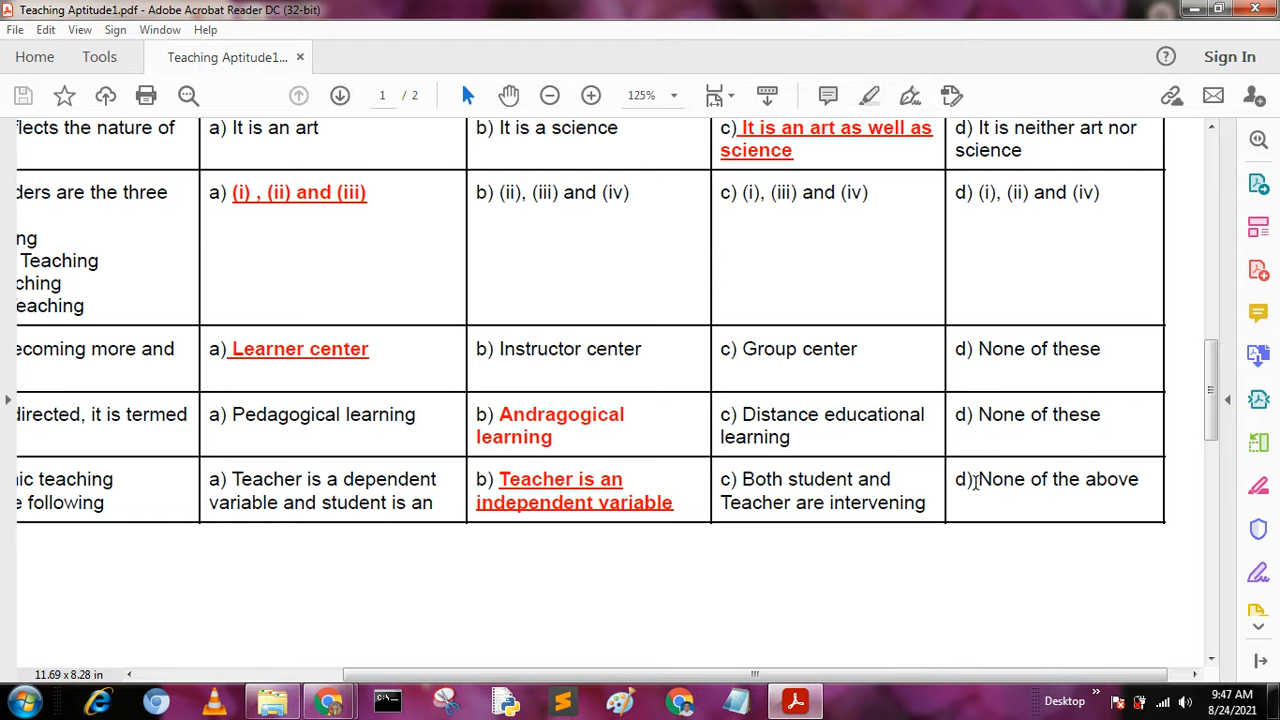 Teaching Aptitude1.pdf - Adobe Acrobat Reader DC (32-bit)
File Edit View Sign Window Help
Home Tools Teaching Aptitude1... × Sign In
1 / 2 125%
flects the nature of
a) It is an art
b) It is a science
c) It is an art as well as
science
d) It is neither art nor
science
ders are the three
ng
Teaching
ching
eaching
a) (i) , (ii) and (iii)
b) (ii), (iii) and (iv)
c) (i), (iii) and (iv)
d) (i), (ii) and (iv)
ecoming more and
a) Learner center
b) Instructor center
c) Group center
d) None of these
directed, it is termed
a) Pedagogical learning
b) Andragogical
learning
c) Distance educational
learning
d) None of these
ic teaching
e following
a) Teacher is a dependent
variable and student is an
b) Teacher is an
independent variable
c) Both student and
Teacher are intervening
d) None of the above
11.69 x 8.28 in
Desktop
9:47 AM
8/24/2021